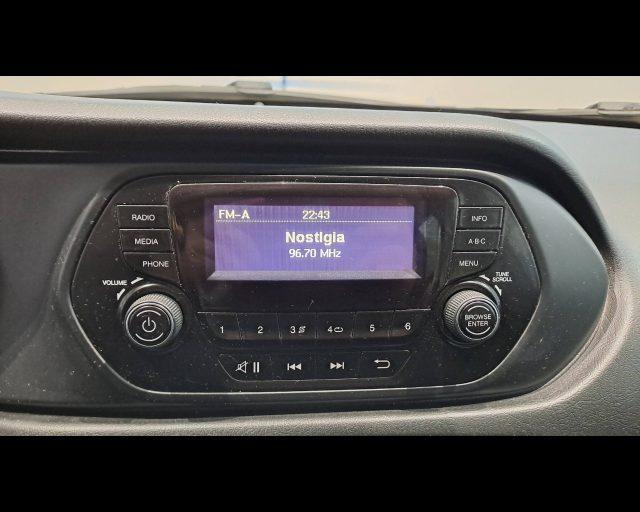 FM-A 22:43
Nostlgia
96.70 MHz
RADIO
MEDIA
PHONE
INFO
A·B·C
MENU
VOLUME
TUNE
SCROLL
BROWSE
ENTER
1 2 3 4 5 6